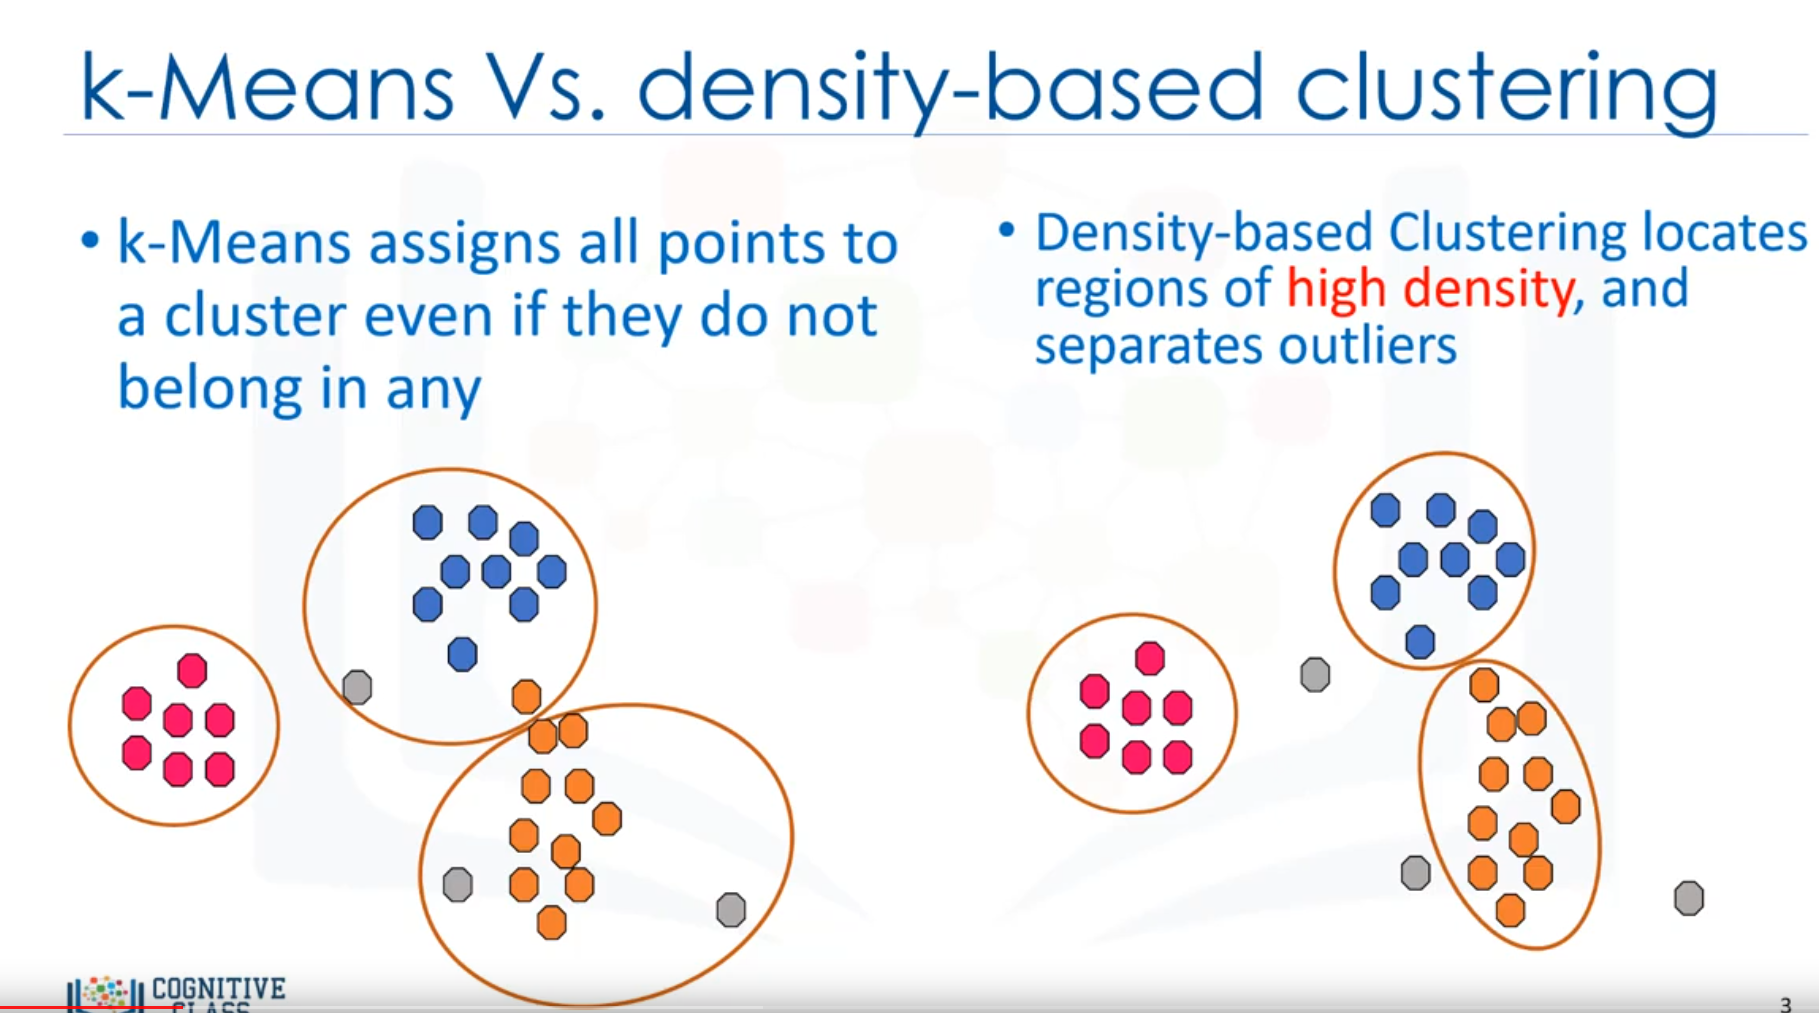 k-Means Vs. density-based clustering
• k-Means assigns all points to
a cluster even if they do not
belong in any
• Density-based Clustering locates
regions of high density, and
separates outliers
COGNITIVE
CLASS
3